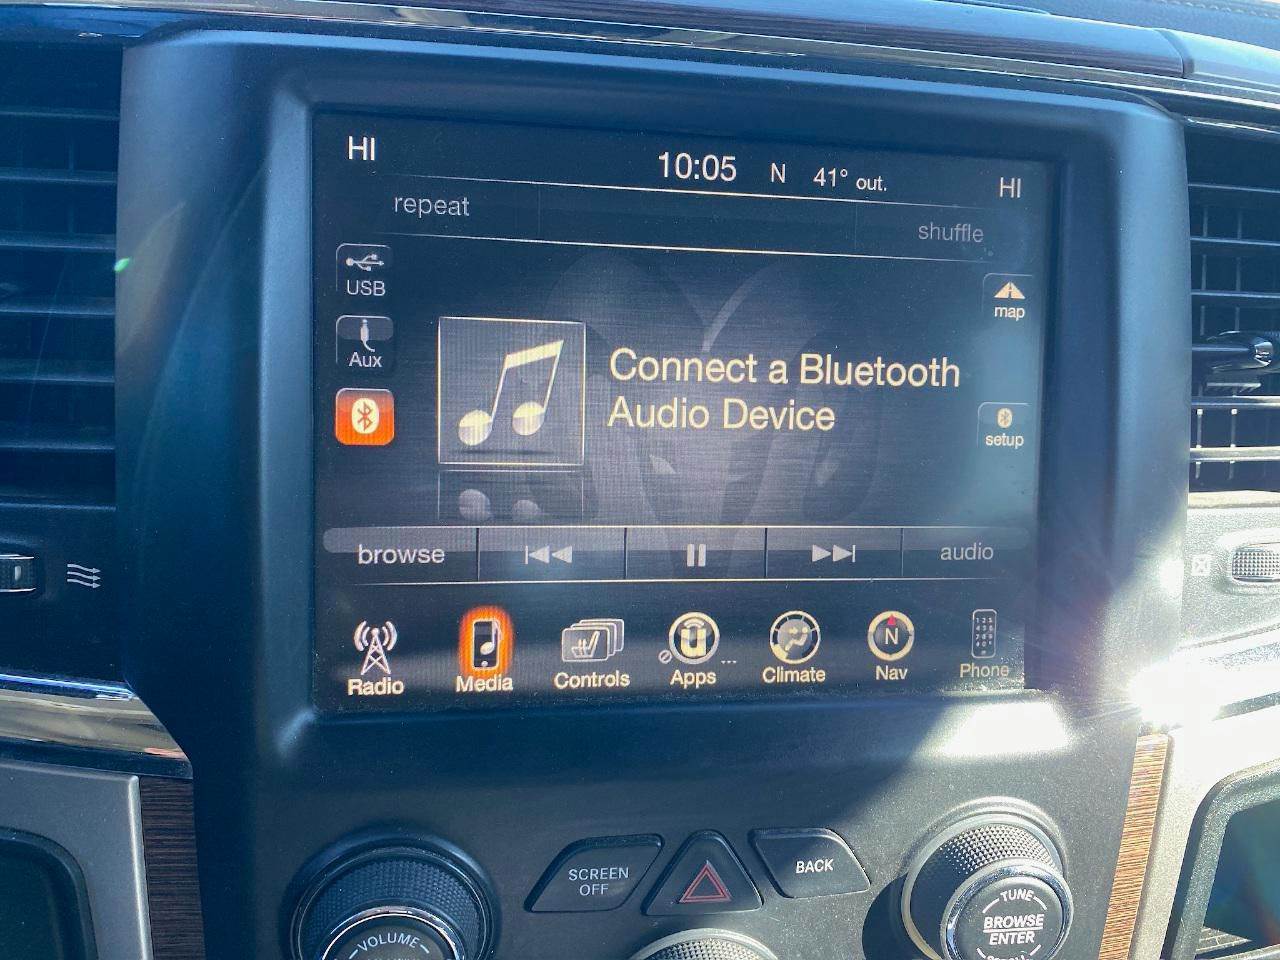 HI
10:05 N 41° out.
HI
repeat
shuffle
USB
map
Aux
Connect a Bluetooth
Audio Device
setup
browse
audio
Radio
Media
Controls
Apps
Climate
N
Nav
Phone
SCREEN
OFF
BACK
VOLUME
TUNE
BROWSE
ENTER